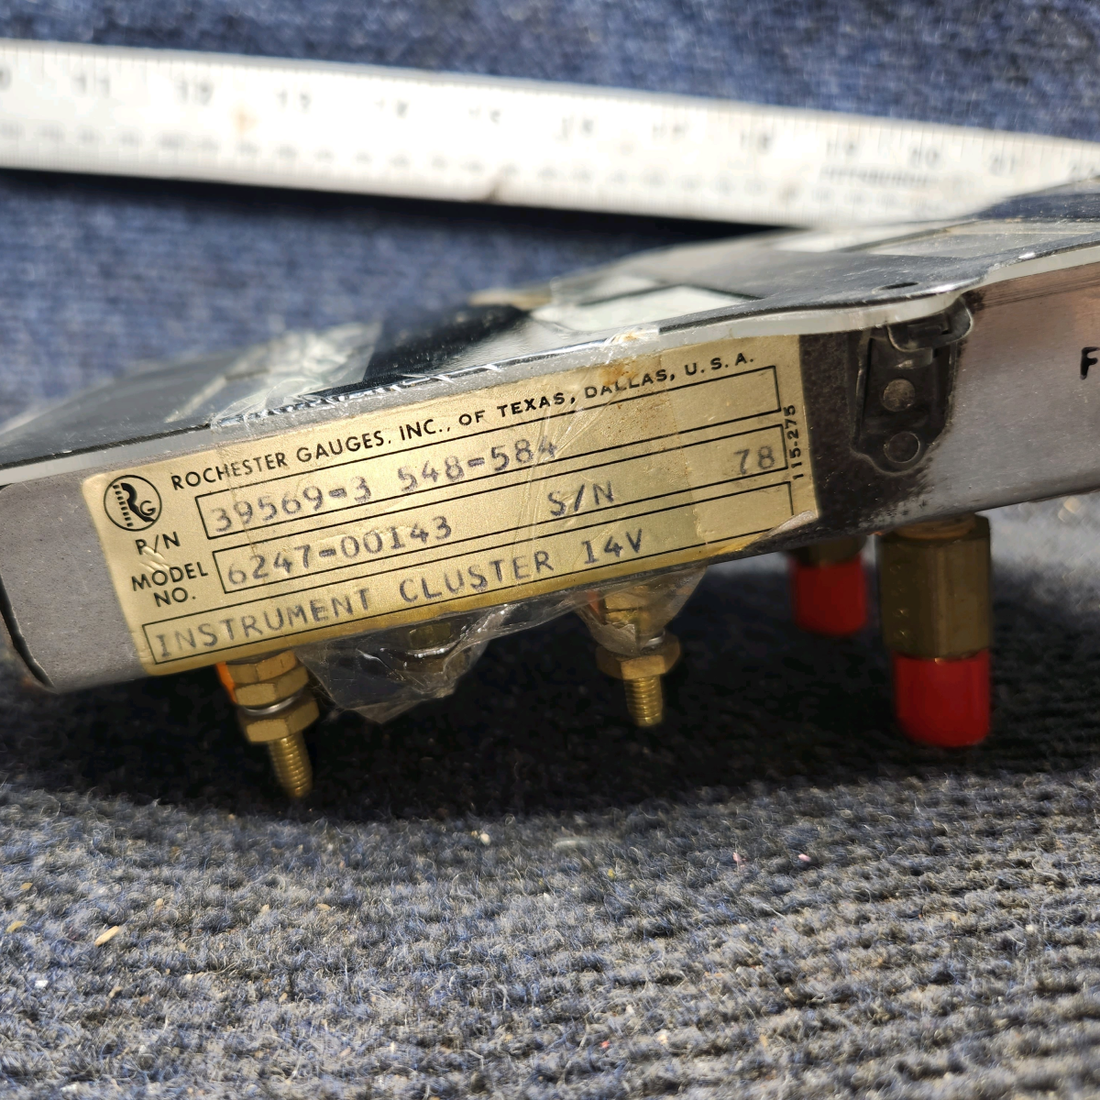 ROCHESTER GAUGES, INC., OF TEXAS, DALLAS, U.S.A.
RG
P/N 39569-3 548-584
MODEL NO. 6247-00143 S/N 78
INSTRUMENT CLUSTER 14V
115-275
F